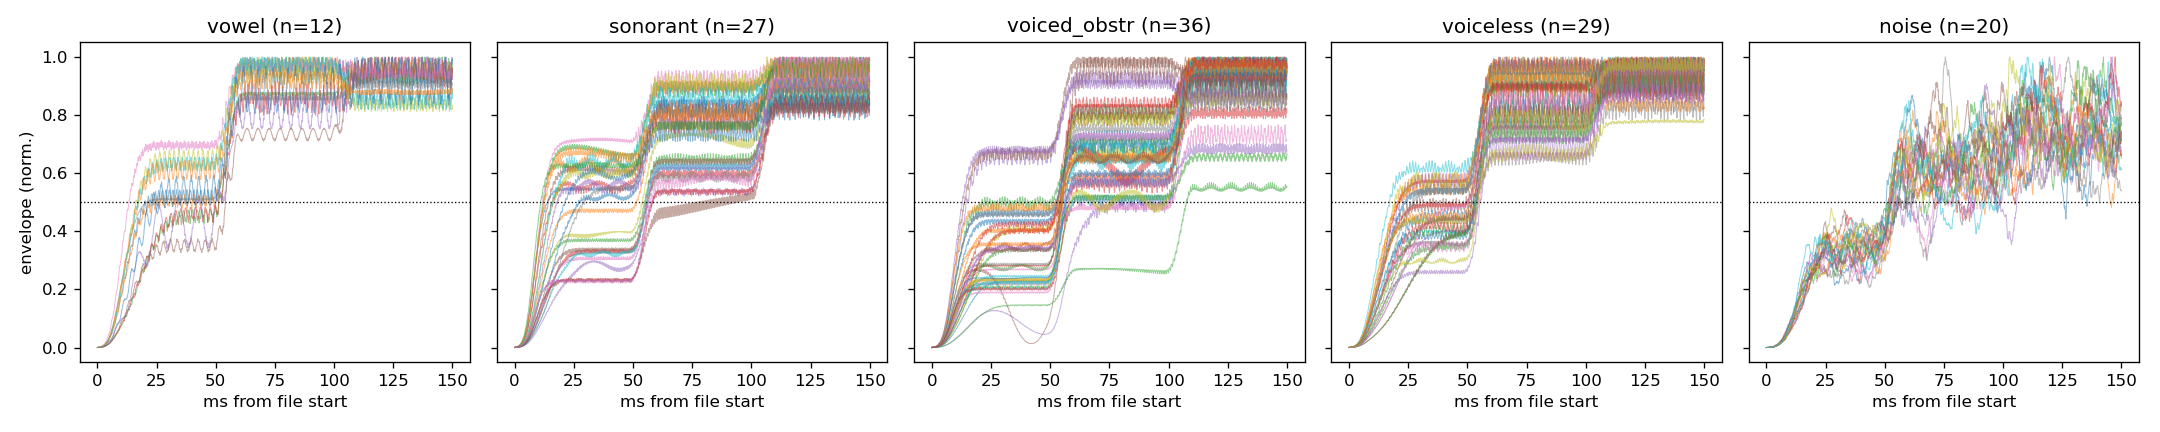 vowel (n=12) sonorant (n=27) voiced_obstr (n=36) voiceless (n=29) noise (n=20)
1.0
0.8
0.6
0.4
0.2
0.0
envelope (norm.)
0 25 50 75 100 125 150 0 25 50 75 100 125 150 0 25 50 75 100 125 150 0 25 50 75 100 125 150 0 25 50 75 100 125 150
ms from file start ms from file start ms from file start ms from file start ms from file start